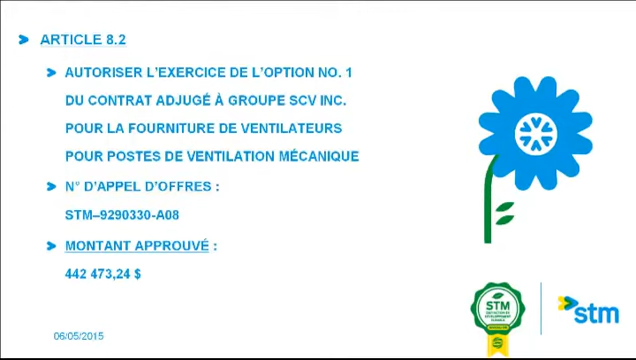 ARTICLE 8.2
AUTORISER L'EXERCICE DE L'OPTION NO. 1
DU CONTRAT ADJUGÉ À GROUPE SCV INC.
POUR LA FOURNITURE DE VENTILATEURS
POUR POSTES DE VENTILATION MÉCANIQUE
N° D'APPEL D'OFFRES :
STM–9290330-A08
MONTANT APPROUVÉ :
442 473,24 $
STM
stm
06/05/2015